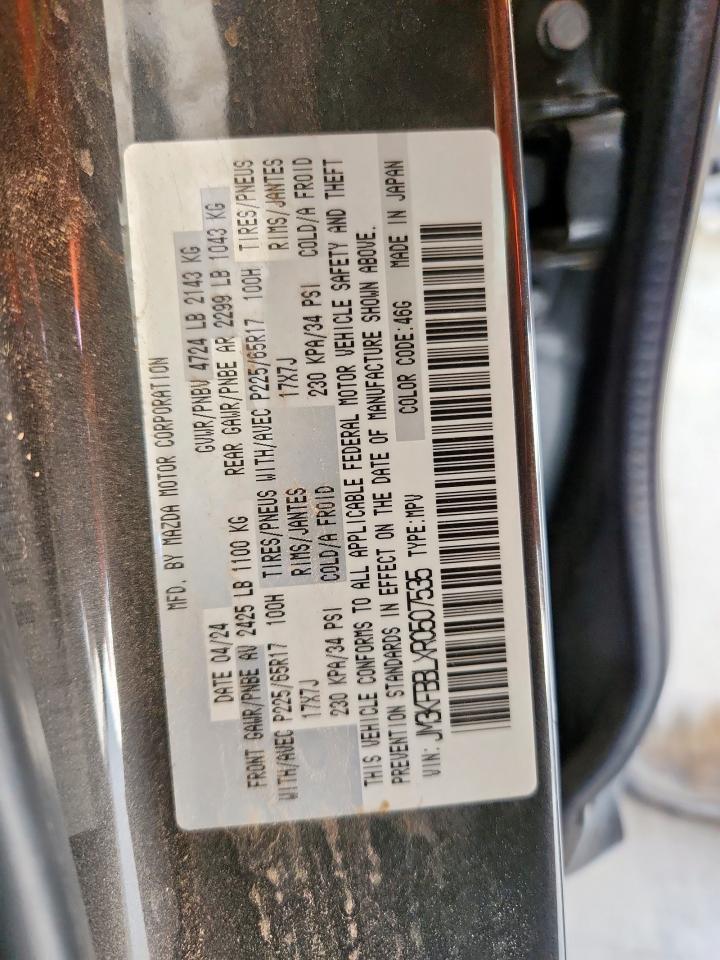 MFD. BY MAZDA MOTOR CORPORATION
DATE 04/24 GVWR/PNBV 4724 LB 2143 KG
FRONT GAWR/PNBE AV 2425 LB 1100 KG REAR GAWR/PNBE AR 2299 LB 1043 KG
WITH/AVEC P225/65R17 100H TIRES/PNEUS WITH/AVEC P225/65R17 100H TIRES/PNEUS
17X7J RIMS/JANTES 17X7J RIMS/JANTES
230 KPA/34 PSI COLD/A FROID 230 KPA/34 PSI COLD/A FROID
THIS VEHICLE CONFORMS TO ALL APPLICABLE FEDERAL MOTOR VEHICLE SAFETY AND THEFT
PREVENTION STANDARDS IN EFFECT ON THE DATE OF MANUFACTURE SHOWN ABOVE.
VIN: JM3KFBBLXR0507535 TYPE:MPV COLOR CODE:46G MADE IN JAPAN